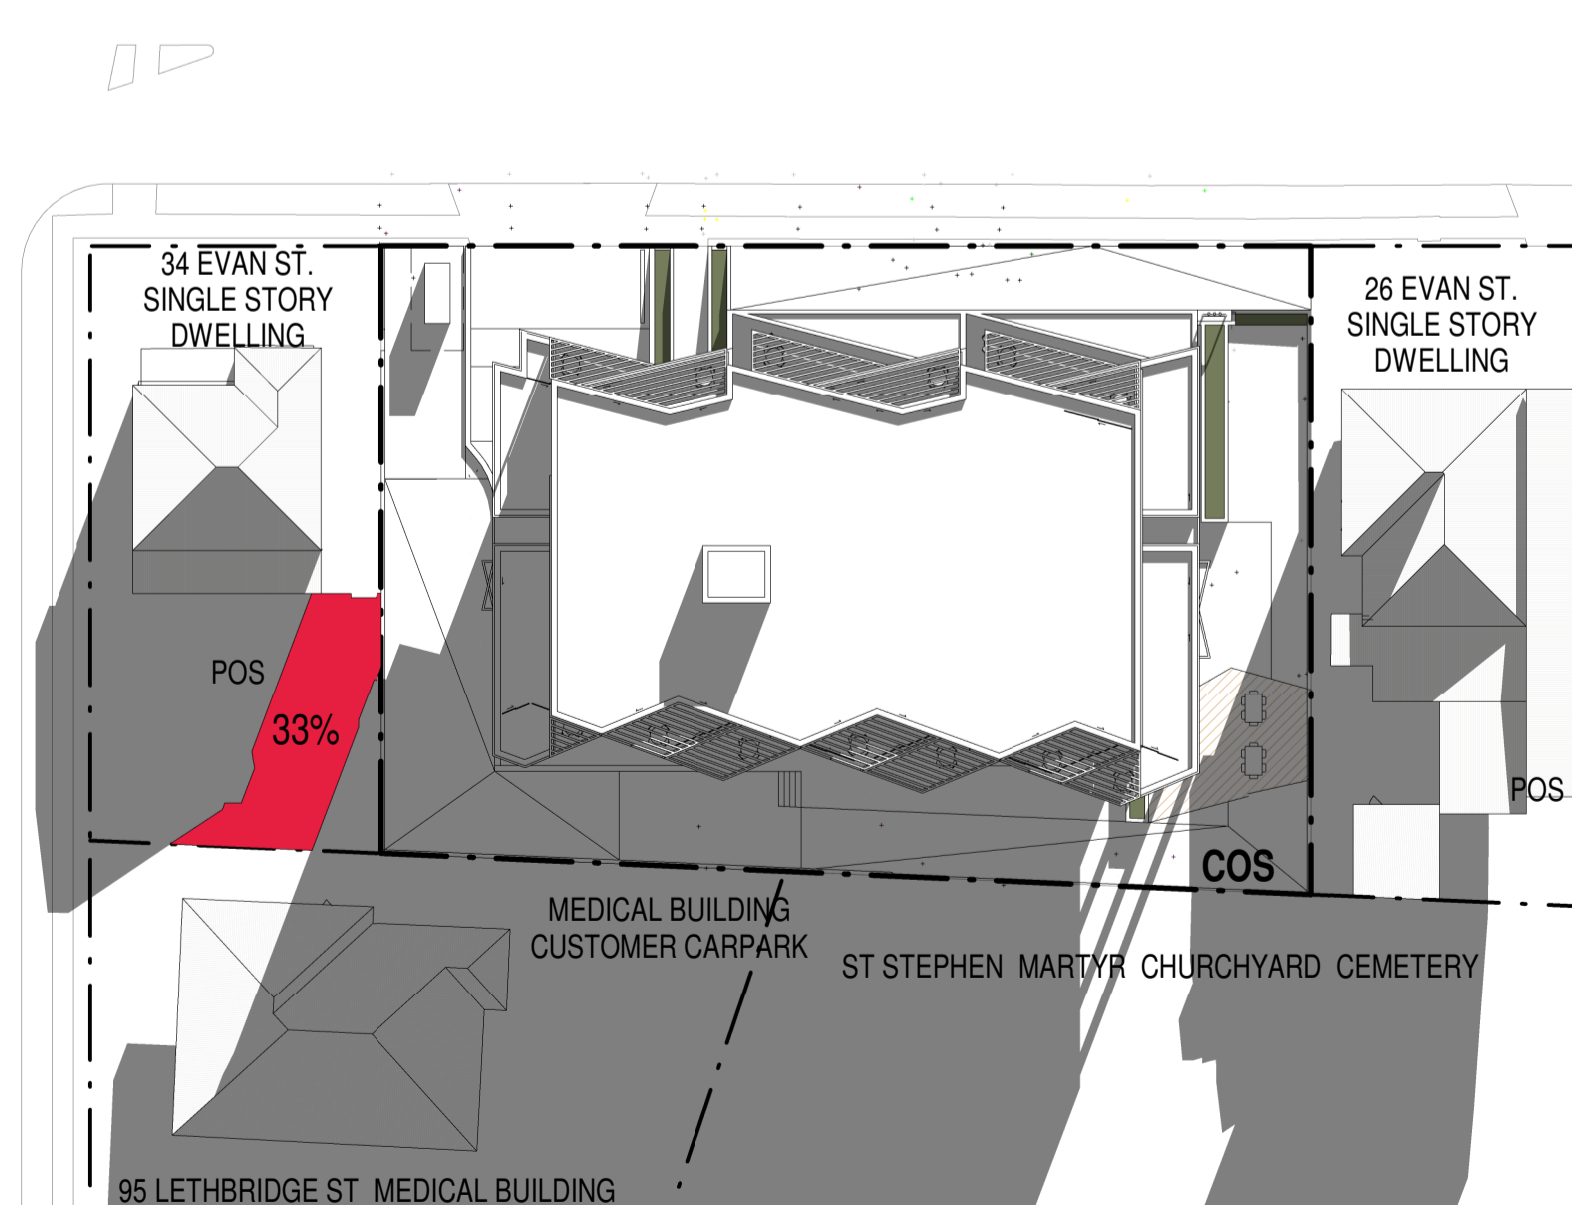 34 EVAN ST.
SINGLE STORY
DWELLING
26 EVAN ST.
SINGLE STORY
DWELLING
POS
33%
POS
COS
MEDICAL BUILDING
CUSTOMER CARPARK
ST STEPHEN MARTYR CHURCHYARD CEMETERY
95 LETHBRIDGE ST MEDICAL BUILDING